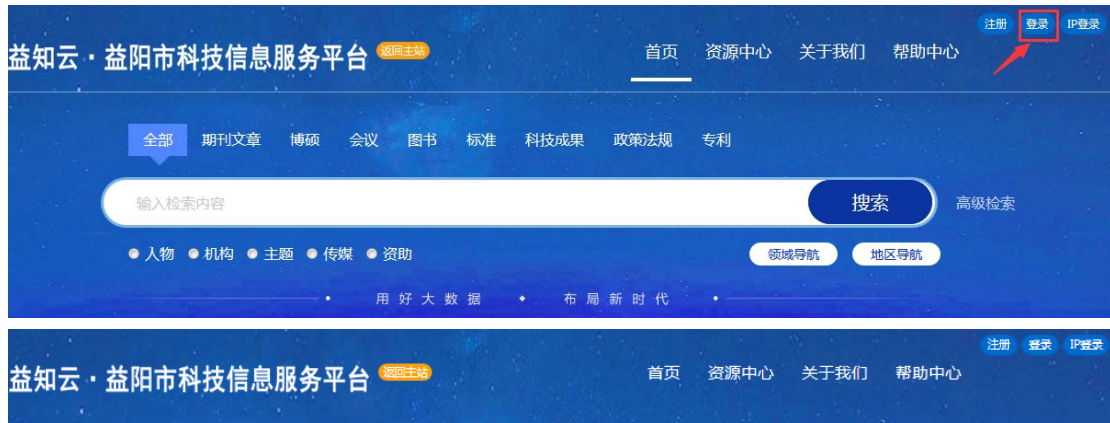 注册 登录 IP登录
益知云·益阳市科技信息服务平台 返回主站 首页 资源中心 关于我们 帮助中心
全部 期刊文章 博硕 会议 图书 标准 科技成果 政策法规 专利
输入检索内容 搜索 高级检索
人物 机构 主题 传媒 资助 领域导航 地区导航
用好大数据 • 布局新时代
注册 登录 IP登录
益知云·益阳市科技信息服务平台 返回主站 首页 资源中心 关于我们 帮助中心